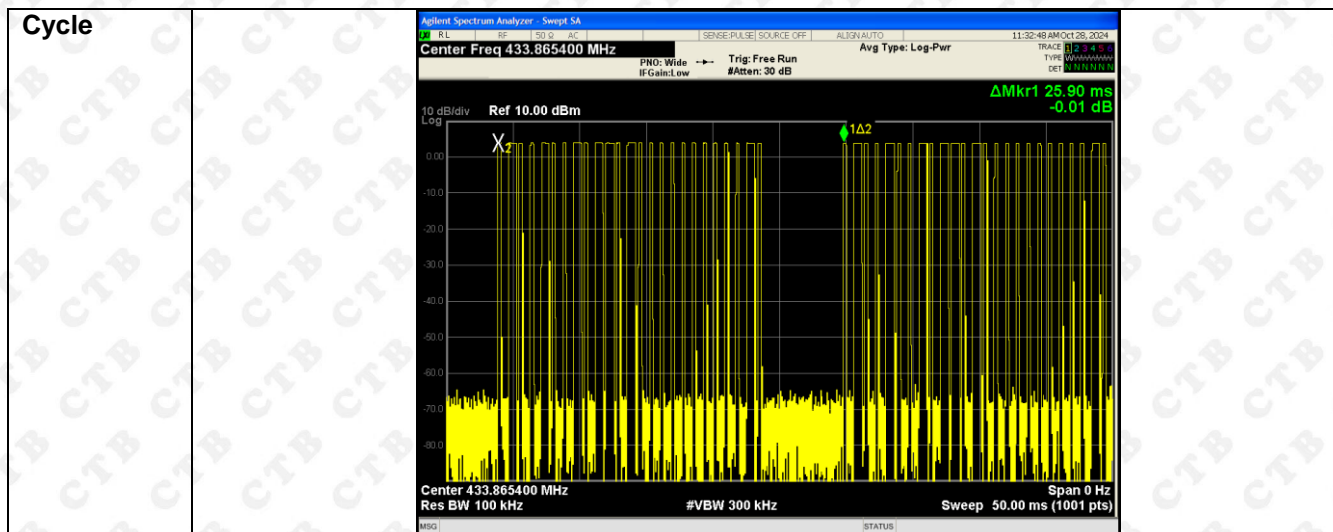 Cycle
Agilent Spectrum Analyzer - Swept SA
RL RF 50 Ω AC SENSE:PULSE SOURCE OFF ALIGN AUTO 11:32:48 AM Oct 28, 2024
Center Freq 433.865400 MHz Avg Type: Log-Pwr TRACE 1 2 3 4 5 6
PNO: Wide Trig: Free Run TYPE W
IFGain:Low #Atten: 30 dB DET N N N N N N
ΔMkr1 25.90 ms
-0.01 dB
10 dB/div Ref 10.00 dBm
Log
1Δ2
X2
0.00
-10.0
-20.0
-30.0
-40.0
-50.0
-60.0
-70.0
-80.0
Center 433.865400 MHz Span 0 Hz
Res BW 100 kHz #VBW 300 kHz Sweep 50.00 ms (1001 pts)
MSG STATUS